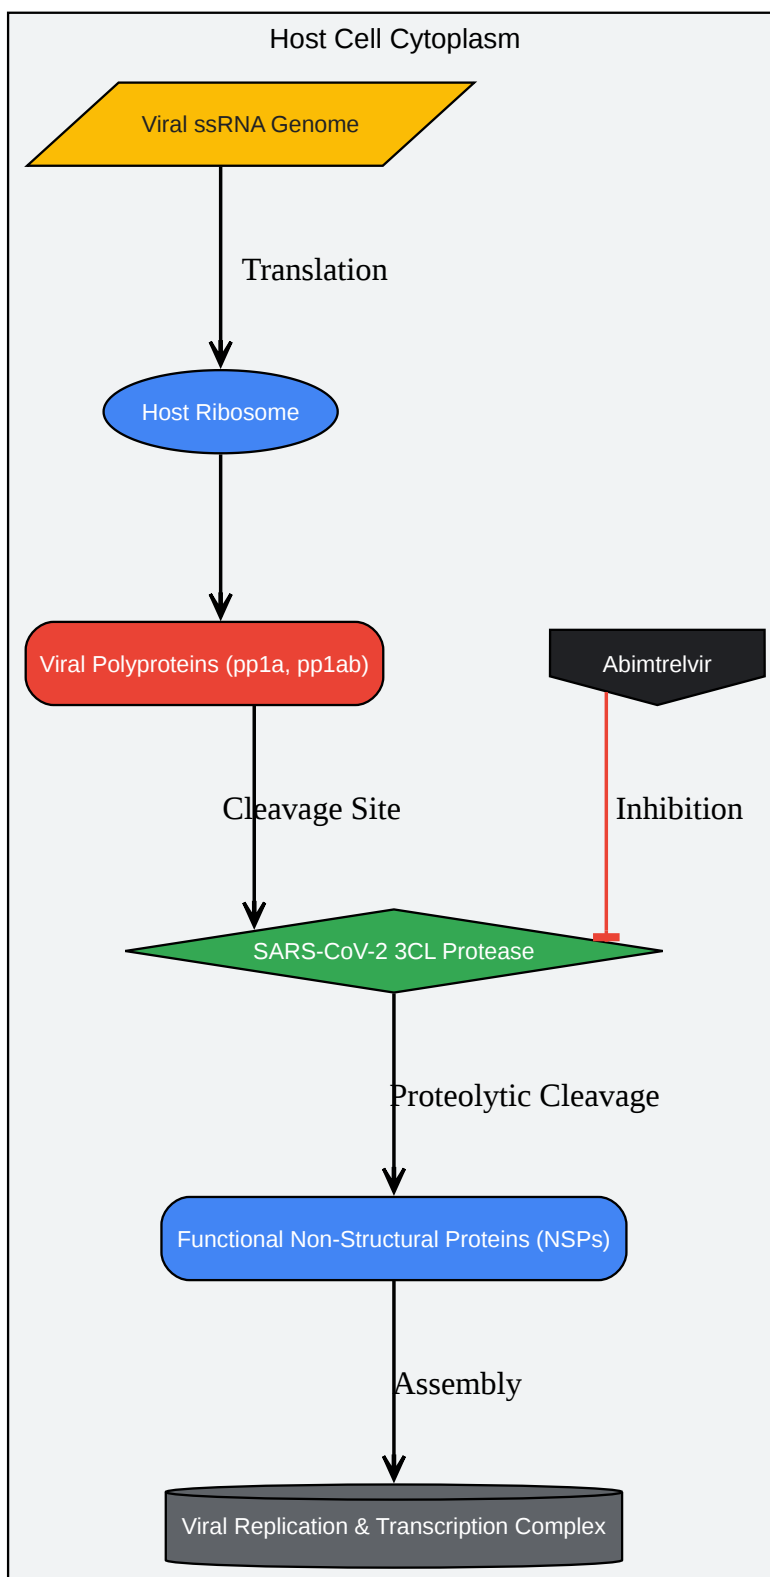 Host Cell Cytoplasm
Viral ssRNA Genome
Translation
Host Ribosome
Viral Polyproteins (pp1a, pp1ab)
Abimtrelvir
Cleavage Site
Inhibition
SARS-CoV-2 3CL Protease
Proteolytic Cleavage
Functional Non-Structural Proteins (NSPs)
Assembly
Viral Replication & Transcription Complex